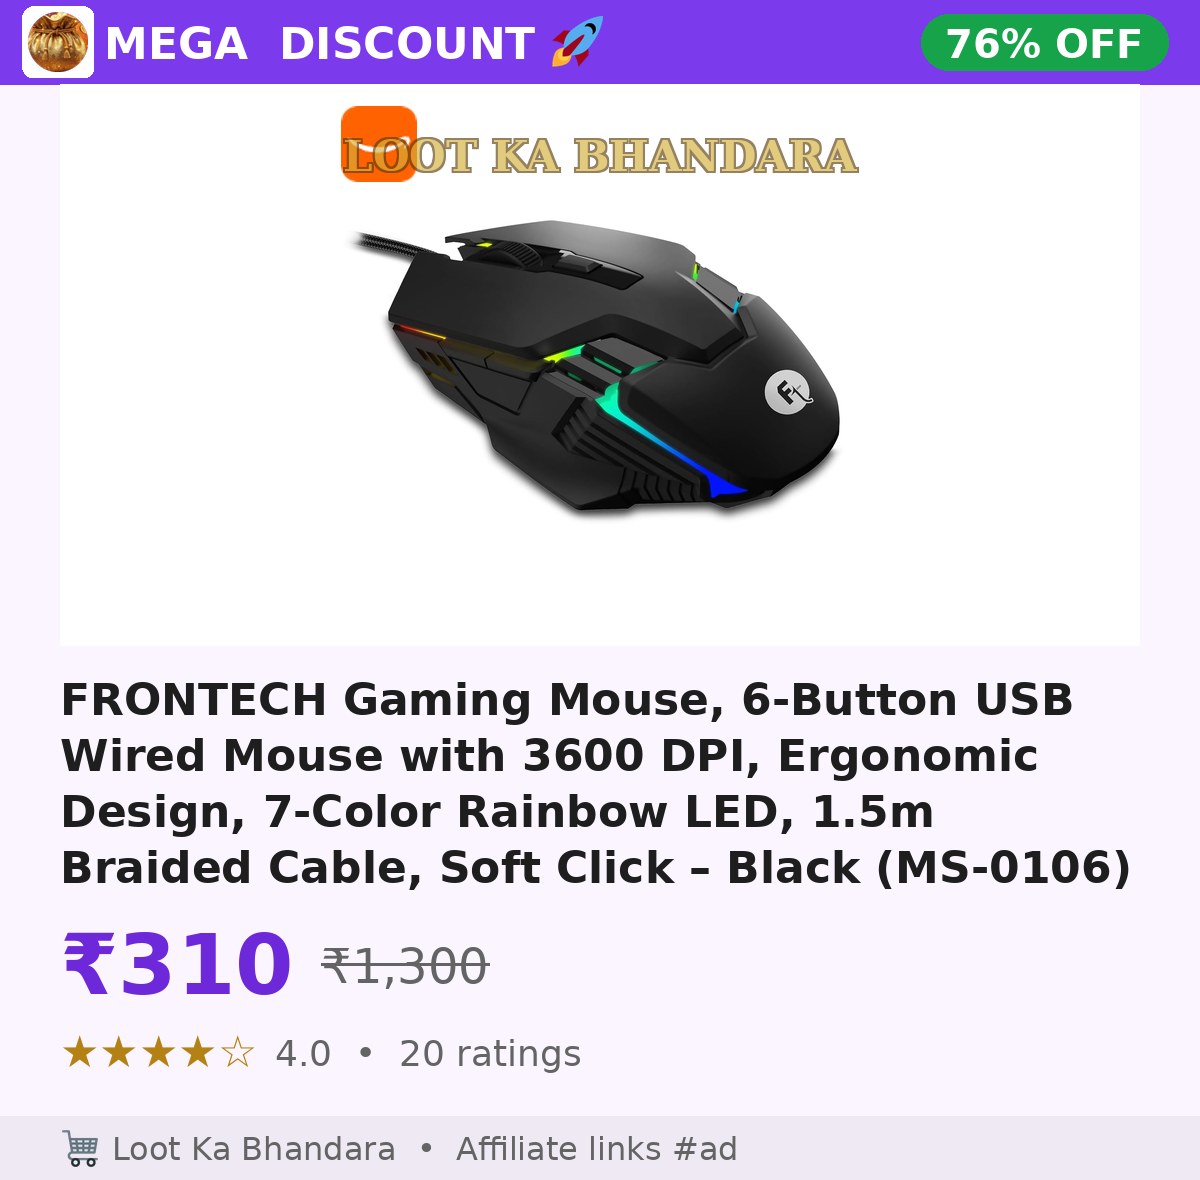 MEGA DISCOUNT 🚀
76% OFF
LOOT KA BHANDARA
FRONTECH Gaming Mouse, 6-Button USB
Wired Mouse with 3600 DPI, Ergonomic
Design, 7-Color Rainbow LED, 1.5m
Braided Cable, Soft Click – Black (MS-0106)
₹310 ₹1,300
★★★★☆ 4.0 • 20 ratings
🛒 Loot Ka Bhandara • Affiliate links #ad